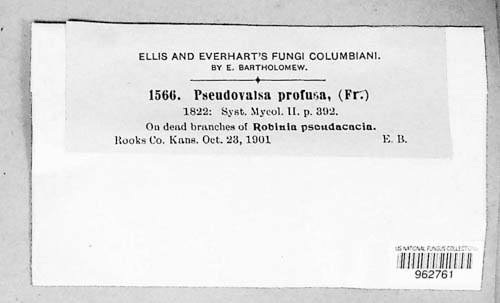 ELLIS AND EVERHART'S FUNGI COLUMBIANI.
BY E. BARTHOLOMEW.
1566. Pseudovalsa profusa, (Fr.)
1822: Syst. Mycol. II. p. 392.
On dead branches of Robinia pseudacacia.
Rooks Co. Kans. Oct. 23, 1901 E. B.
US NATIONAL FUNGUS COLLECTIONS
962761